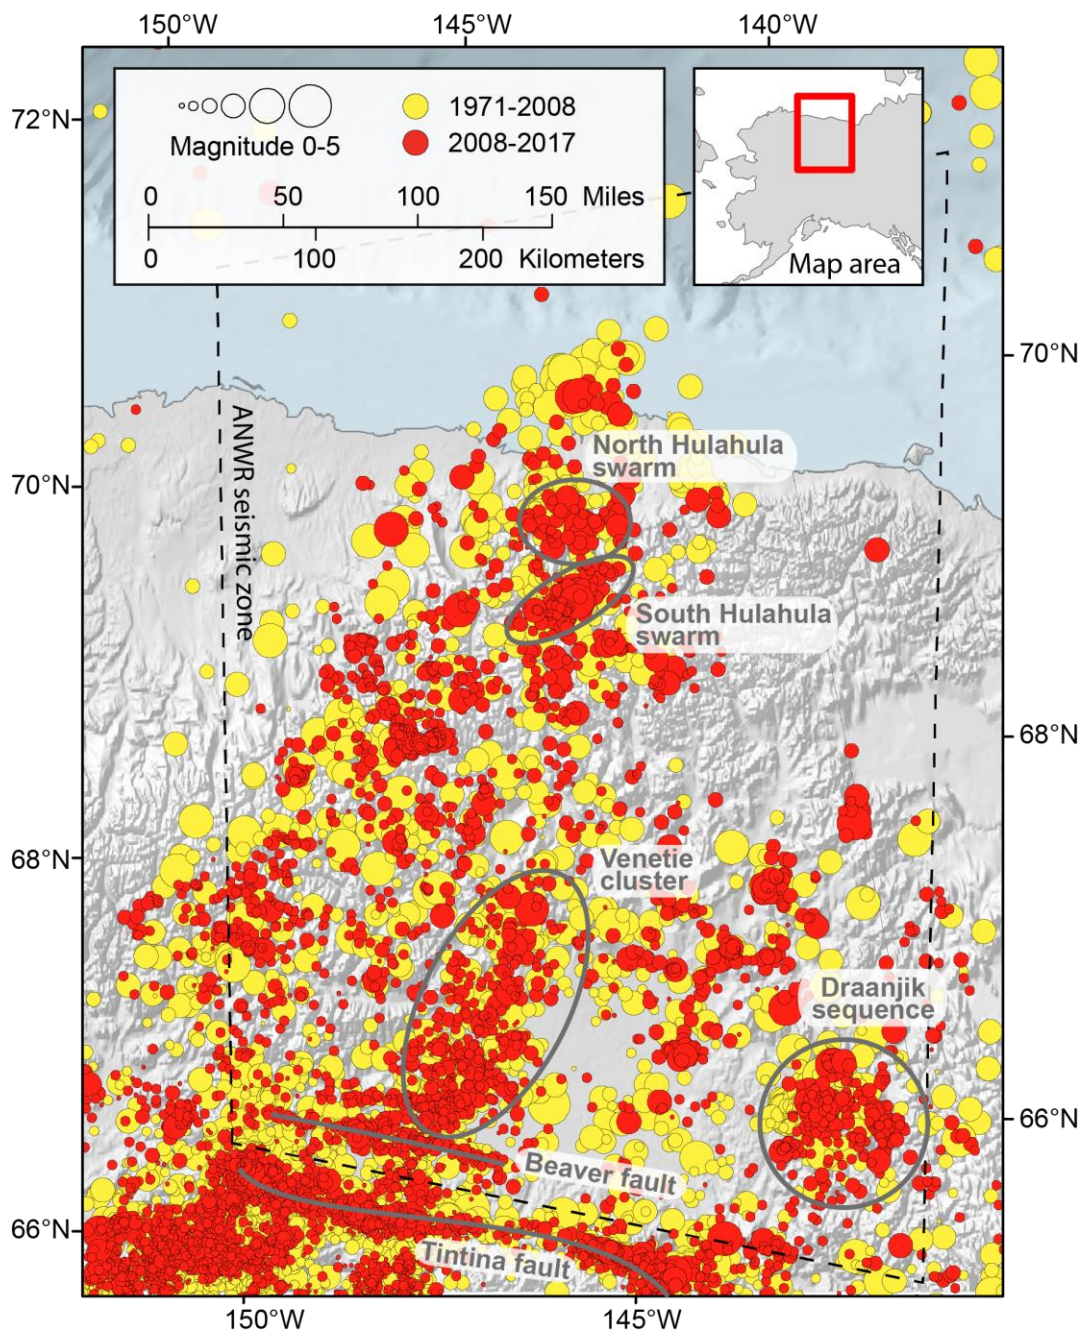 150°W 145°W 140°W
72°N
Magnitude 0-5
1971-2008
2008-2017
0 50 100 150 Miles
0 100 200 Kilometers
Map area
70°N
70°N
ANWR seismic zone
North Hulahula
swarm
South Hulahula
swarm
68°N
68°N
Venetie
cluster
Draanjik
sequence
66°N
Beaver fault
66°N
Tintina fault
150°W 145°W